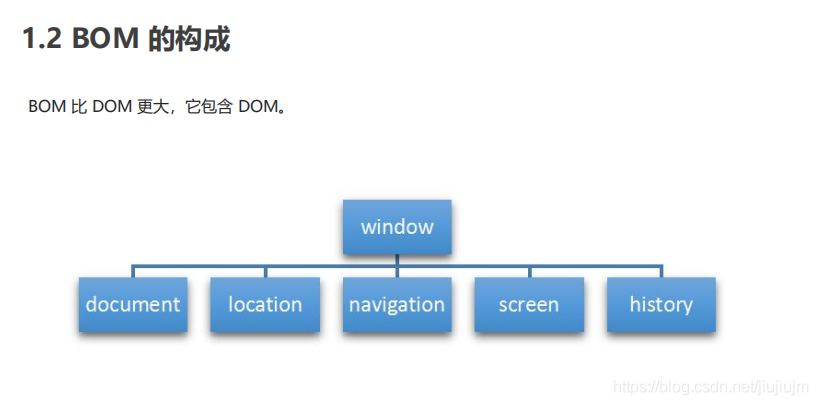 1.2 BOM 的构成
BOM 比 DOM 更大，它包含 DOM。
window
document location navigation screen history
https://blog.csdn.net/jiujiujm